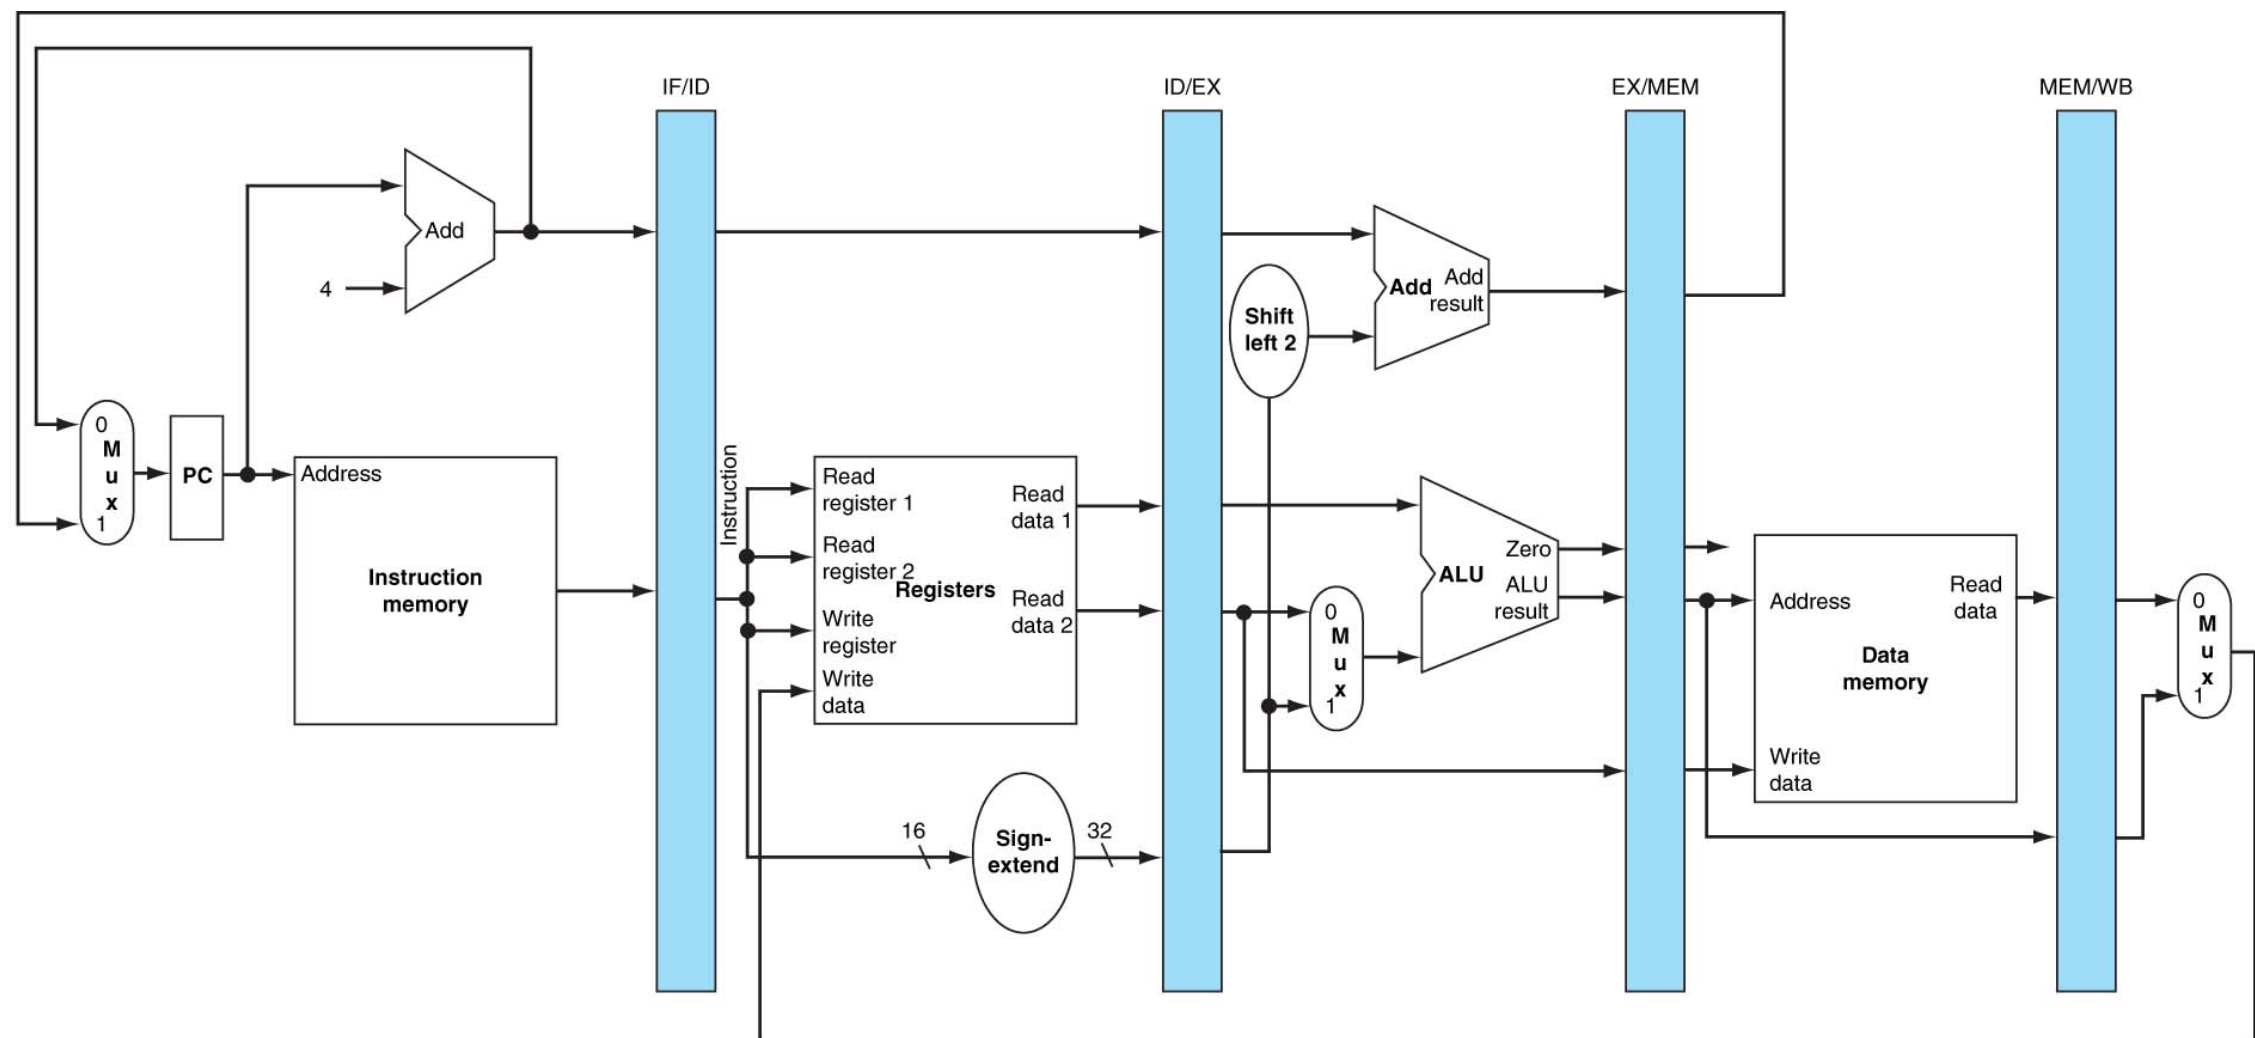 IF/ID
ID/EX
EX/MEM
MEM/WB
Add
4
Add
Add
result
Shift
left 2
0
M
u
x
1
PC
Address
Instruction
memory
Instruction
Read
register 1
Read
register 2
Write
register
Write
data
Registers
Read
data 1
Read
data 2
16
Sign-
extend
32
0
M
u
x
1
Zero
ALU
ALU
result
Address
Read
data
Data
memory
Write
data
0
M
u
x
1